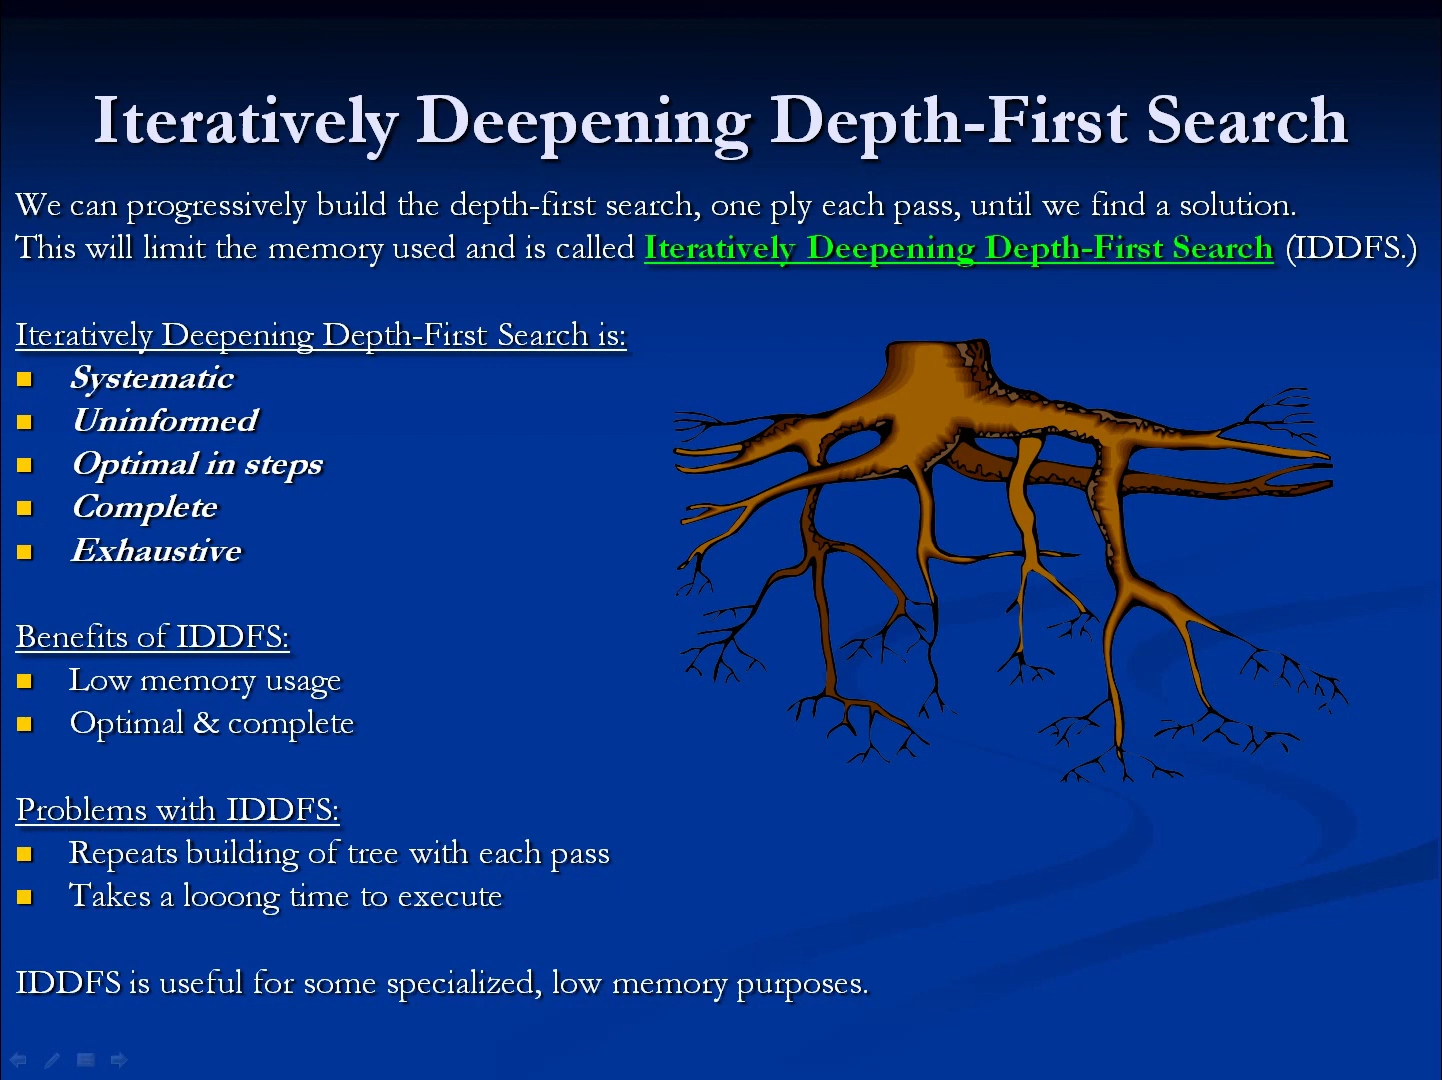 Iteratively Deepening Depth-First Search
We can progressively build the depth-first search, one ply each pass, until we find a solution.
This will limit the memory used and is called Iteratively Deepening Depth-First Search (IDDFS.)
Iteratively Deepening Depth-First Search is:
Systematic
Uninformed
Optimal in steps
Complete
Exhaustive
Benefits of IDDFS:
Low memory usage
Optimal & complete
Problems with IDDFS:
Repeats building of tree with each pass
Takes a looong time to execute
IDDFS is useful for some specialized, low memory purposes.